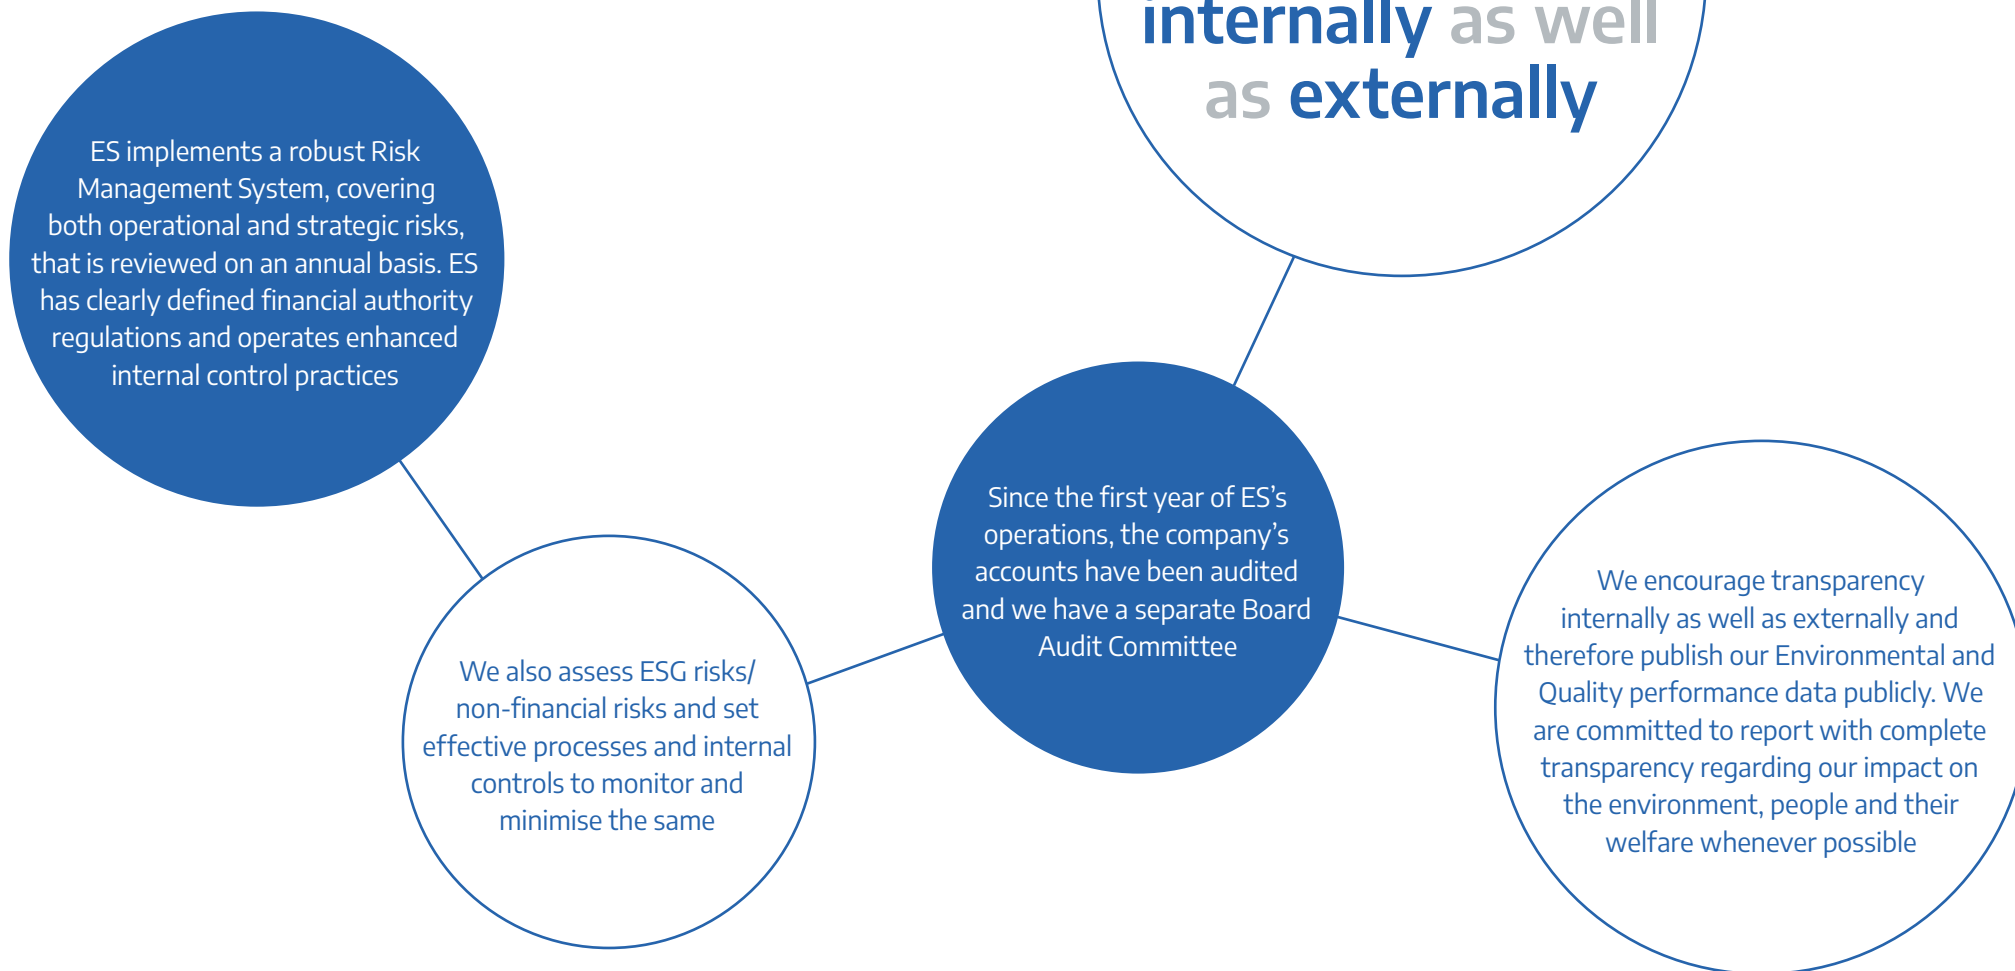 internally as well
as externally
ES implements a robust Risk
Management System, covering
both operational and strategic risks,
that is reviewed on an annual basis. ES
has clearly defined financial authority
regulations and operates enhanced
internal control practices
We also assess ESG risks/
non-financial risks and set
effective processes and internal
controls to monitor and
minimise the same
Since the first year of ES’s
operations, the company’s
accounts have been audited
and we have a separate Board
Audit Committee
We encourage transparency
internally as well as externally and
therefore publish our Environmental and
Quality performance data publicly. We
are committed to report with complete
transparency regarding our impact on
the environment, people and their
welfare whenever possible